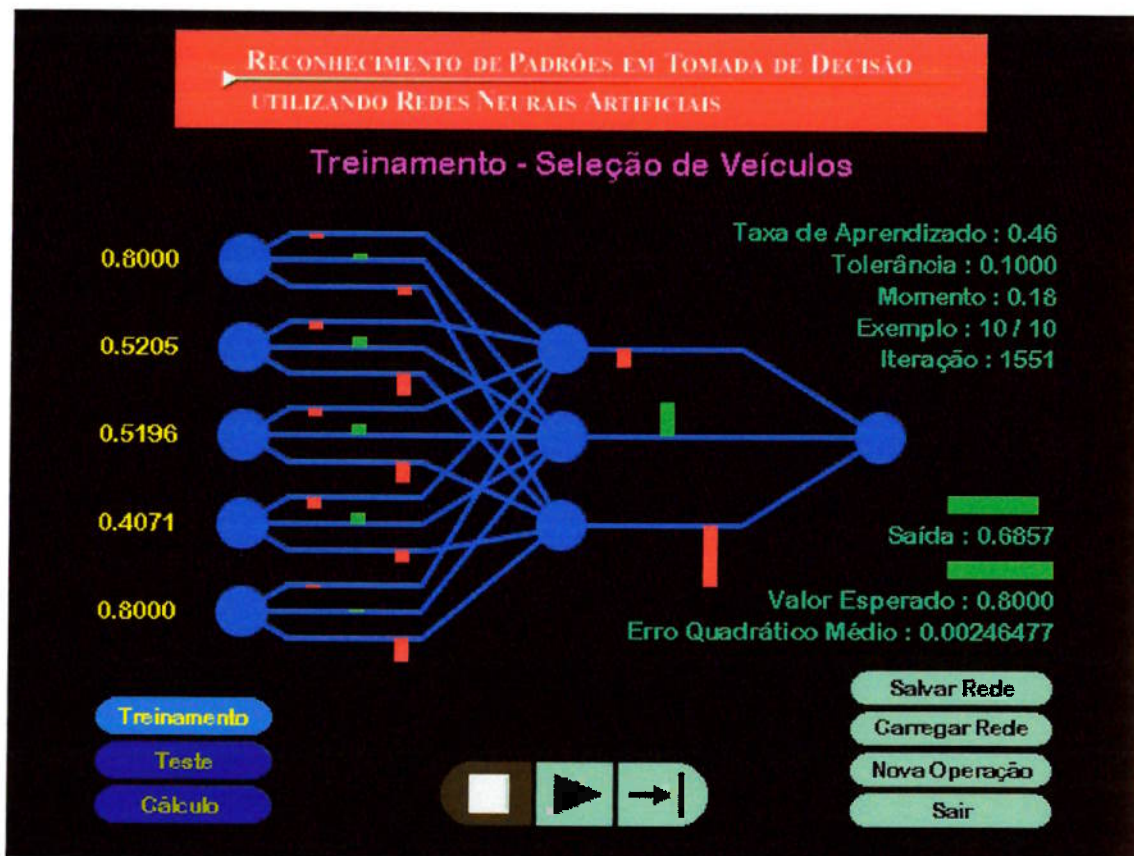 RECONHECIMENTO DE PADRÕES EM TOMADA DE DECISÃO
UTILIZANDO REDES NEURAIS ARTIFICIAIS
Treinamento - Seleção de Veículos
0.8000
0.5205
0.5196
0.4071
0.8000
Taxa de Aprendizado : 0.46
Tolerância : 0.1000
Momento : 0.18
Exemplo : 10 / 10
Iteração : 1551
Saída : 0.6857
Valor Esperado : 0.8000
Erro Quadrático Médio : 0.00246477
Treinamento
Teste
Cálculo
Salvar Rede
Carregar Rede
Nova Operação
Sair